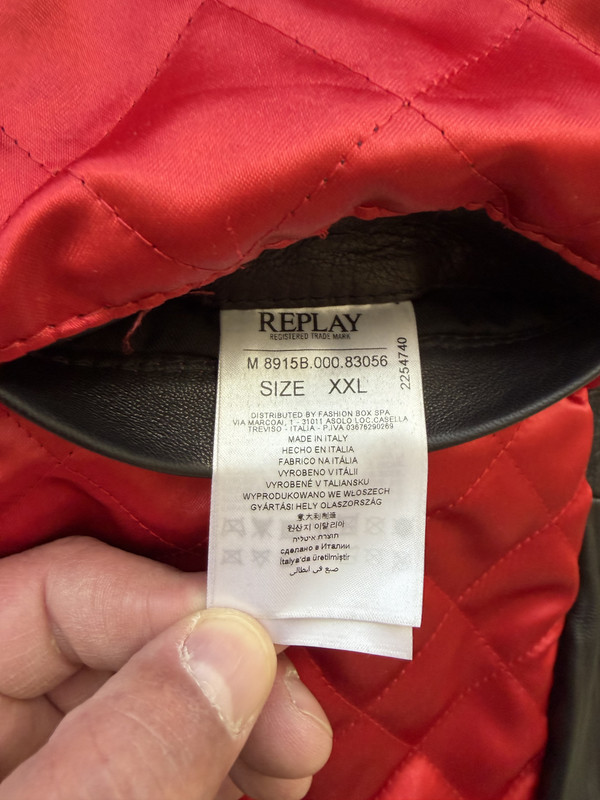 REPLAY
REGISTERED TRADE MARK
M 8915B.000.83056
SIZE XXL
2254740
DISTRIBUTED BY FASHION BOX SPA
VIA MARCOAI, 1 - 31011 ASOLO LOC.CASELLA
TREVISO - ITALIA - P.IVA 03676290269
MADE IN ITALY
HECHO EN ITALIA
FABRICO NA ITÁLIA
VYROBENO V ITÁLII
VYROBENÉ V TALIANSKU
WYPRODUKOWANO WE WŁOSZECH
GYÁRTÁSI HELY OLASZORSZÁG
意大利制造
원산지 이탈리아
תוצרת איטליה
сделано в Италии
İtalya'da üretilmiştir
صنع في ايطالي